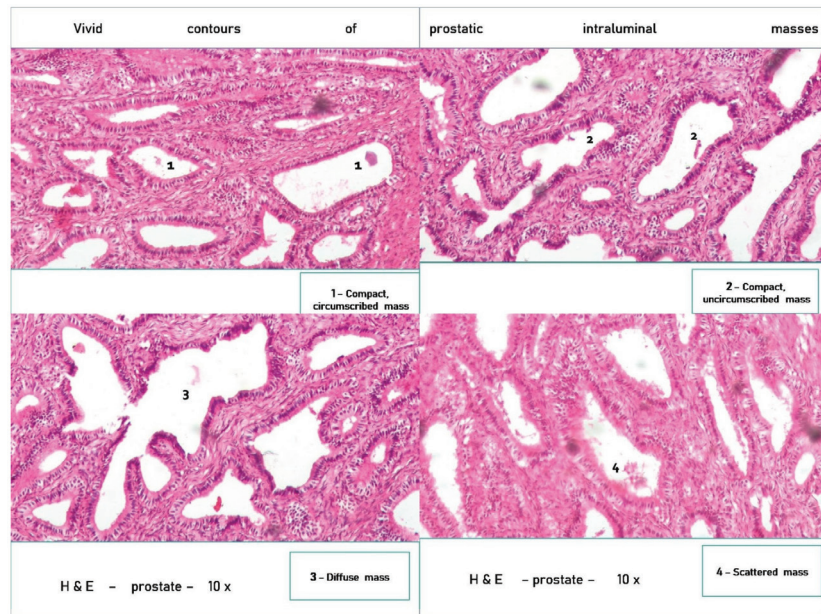 Vivid contours of prostatic intraluminal masses
1
1
2
2
1 – Compact,
circumscribed mass
2 – Compact,
uncircumscribed mass
3
4
H & E – prostate – 10 x
3 – Diffuse mass
H & E – prostate – 10 x
4 – Scattered mass